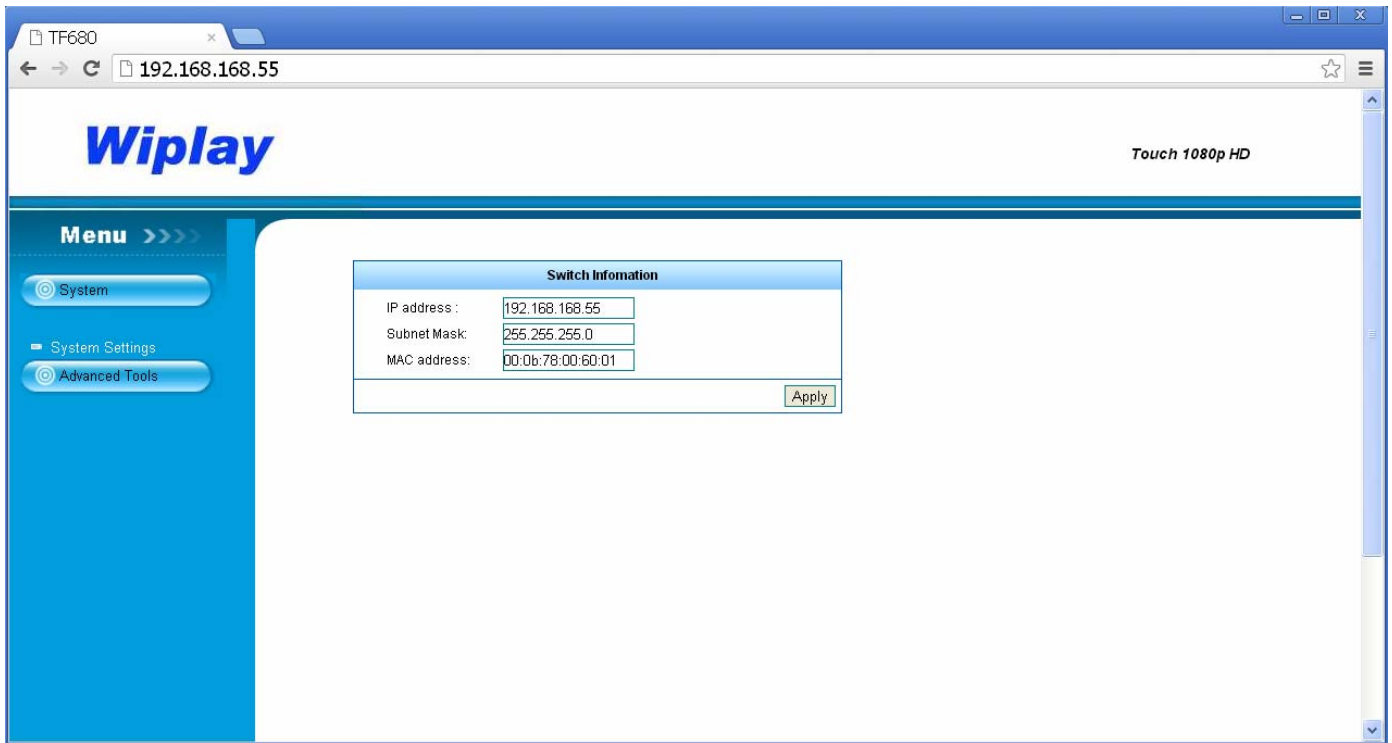 TF680
192.168.168.55
Wiplay
Touch 1080p HD
Menu >>>>
System
System Settings
Advanced Tools
Switch Infomation
IP address : 192.168.168.55
Subnet Mask: 255.255.255.0
MAC address: 00:0b:78:00:60:01
Apply